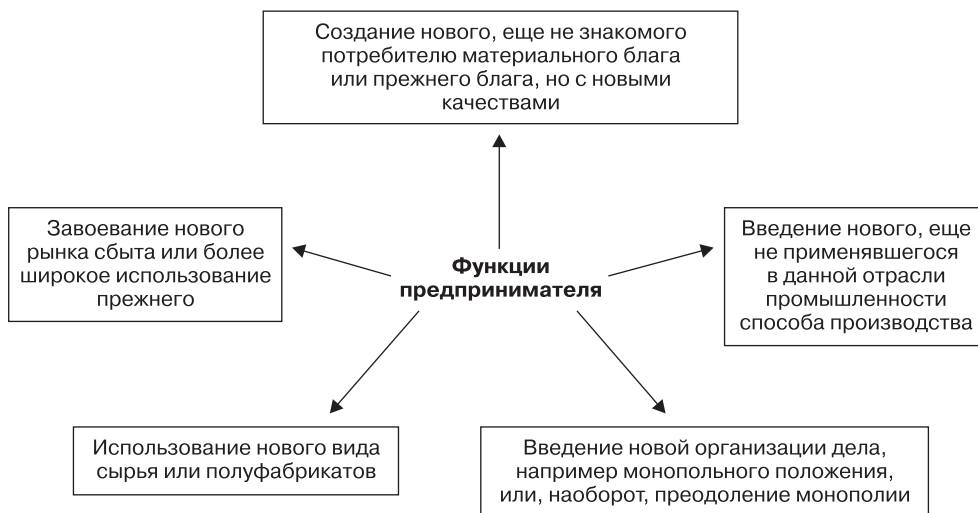 Создание нового, еще не знакомого
потребителю материального блага
или прежнего блага, но с новыми
качествами
Завоевание нового
рынка сбыта или более
широкое использование
прежнего
Функции
предпринимателя
Введение нового, еще
не применявшегося
в данной отрасли
промышленности
способа производства
Использование нового вида
сырья или полуфабрикатов
Введение новой организации дела,
например монопольного положения,
или, наоборот, преодоление монополии